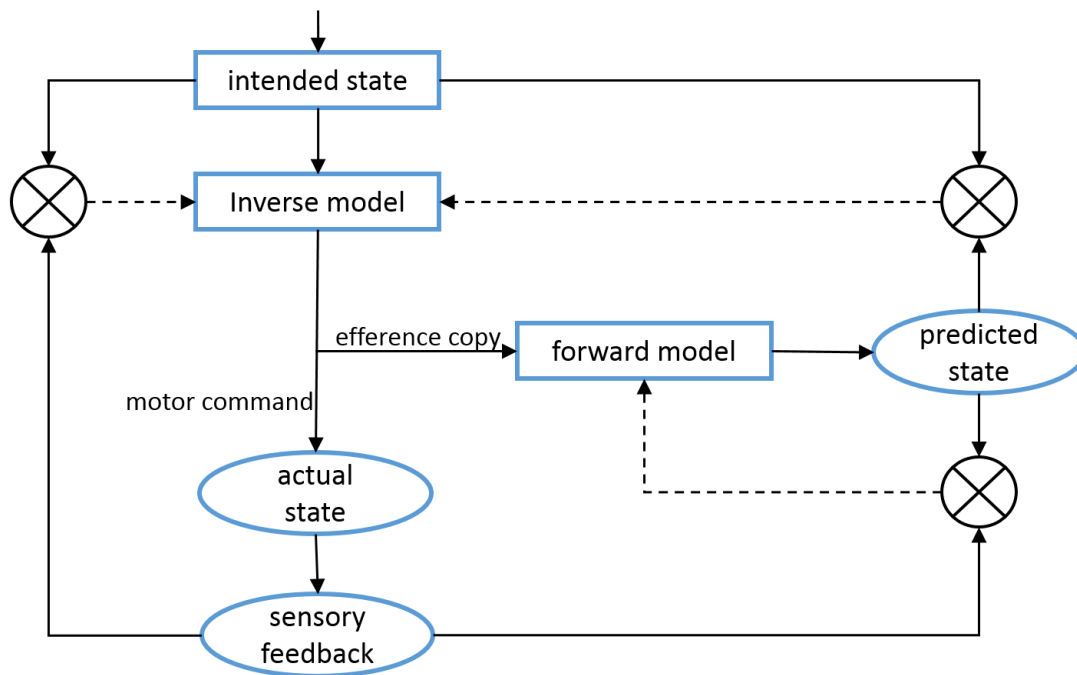 intended state
Inverse model
efference copy
forward model
predicted
state
motor command
actual
state
sensory
feedback